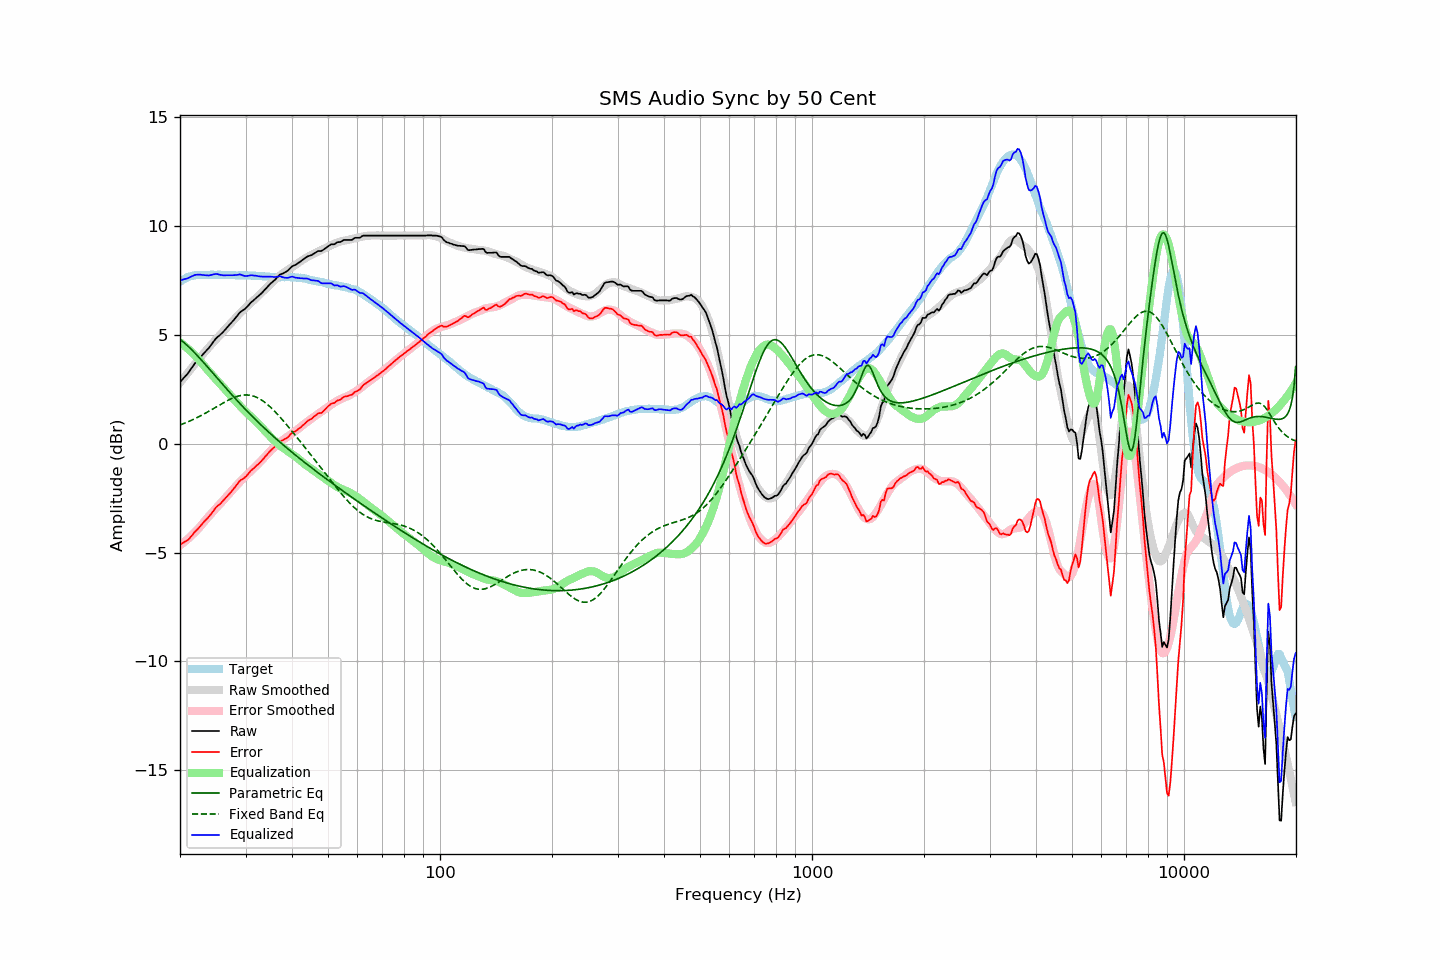 SMS Audio Sync by 50 Cent
15
10
5
0
−5
−10
−15
Amplitude (dBr)
Target
Raw Smoothed
Error Smoothed
Raw
Error
Equalization
Parametric Eq
Fixed Band Eq
Equalized
100
1000
10000
Frequency (Hz)